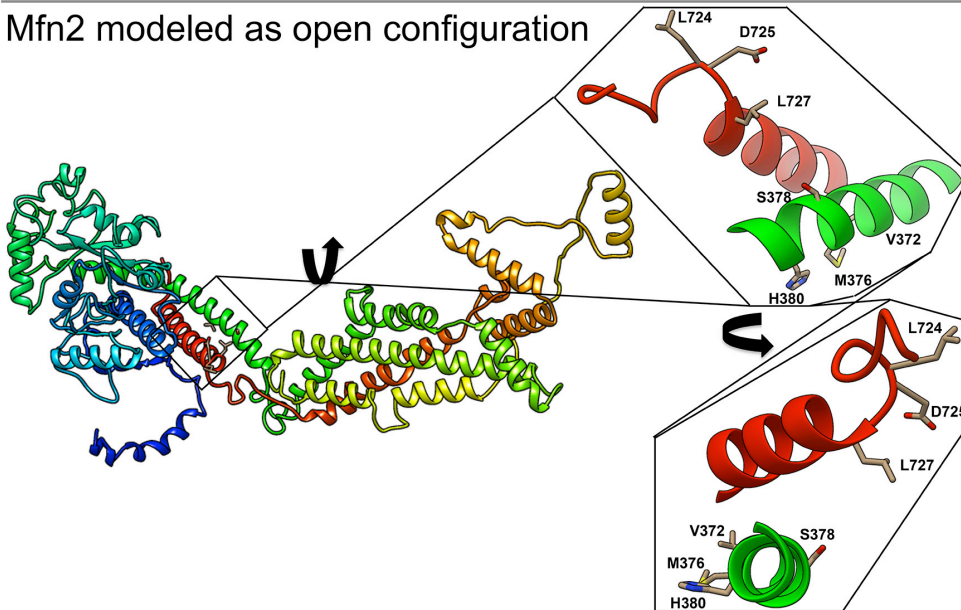 Mfn2 modeled as open configuration
L724
D725
L727
S378
V372
M376
H380
L724
D725
L727
V372
S378
M376
H380